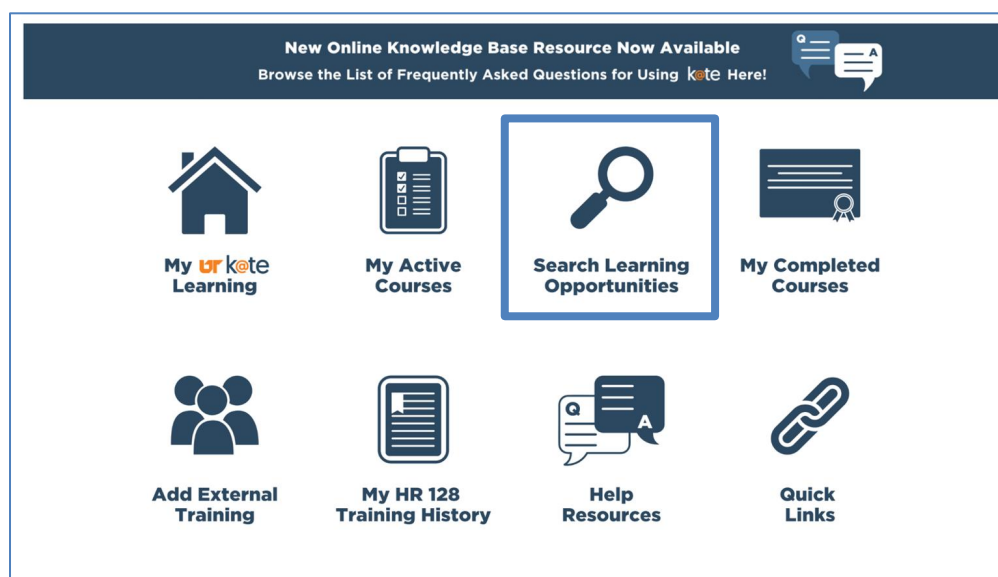 New Online Knowledge Base Resource Now Available
Browse the List of Frequently Asked Questions for Using k@te Here!
Q
A
My UT k@te
Learning
My Active
Courses
Search Learning
Opportunities
My Completed
Courses
Q
A
Add External
Training
My HR 128
Training History
Help
Resources
Quick
Links